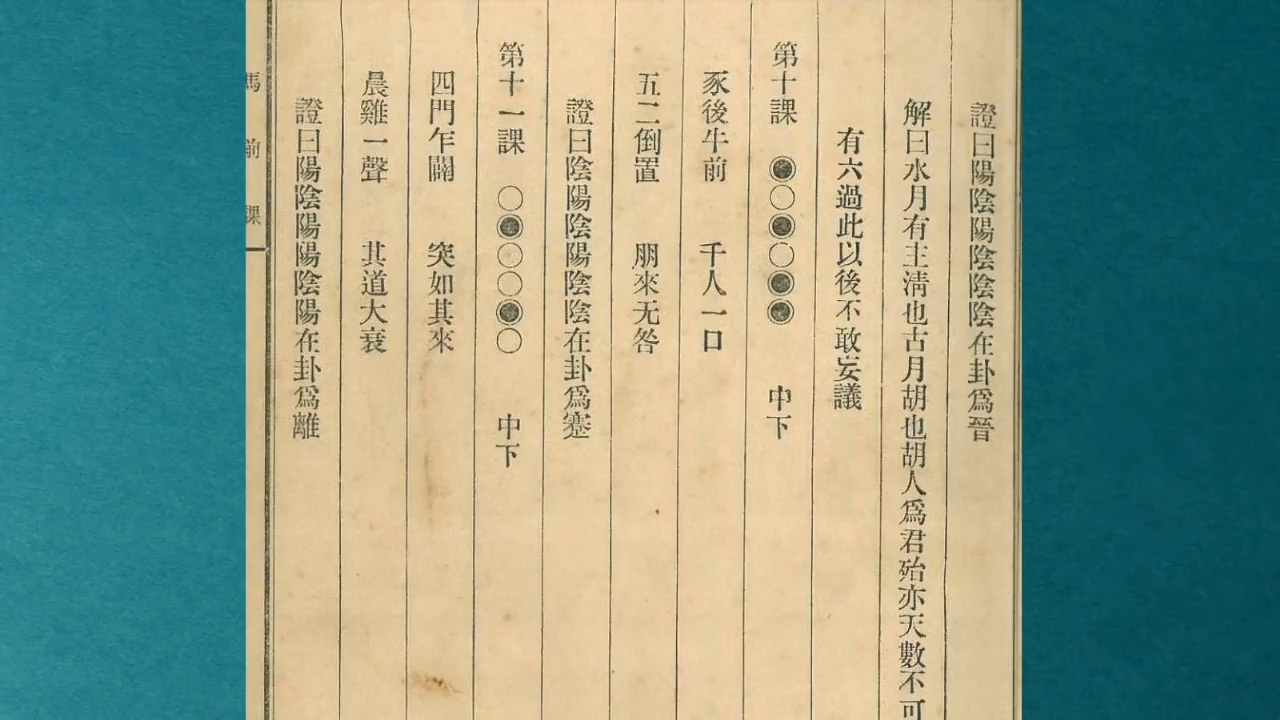 證曰陽陰陽陰陰陰在卦爲晉
解曰水月有主淸也古月胡也胡人爲君殆亦天數不可
有六過此以後不敢妄議
第十課 ◉○◉○◉◉ 中下
豕後牛前 千人一口
五二倒置 朋來无咎
證曰陰陽陰陽陰陰在卦爲蹇
第十一課 ○◉○○◉○ 中下
四門乍闢 突如其來
晨雞一聲 其道大衰
證曰陽陰陽陽陰陽在卦爲離
馬前課